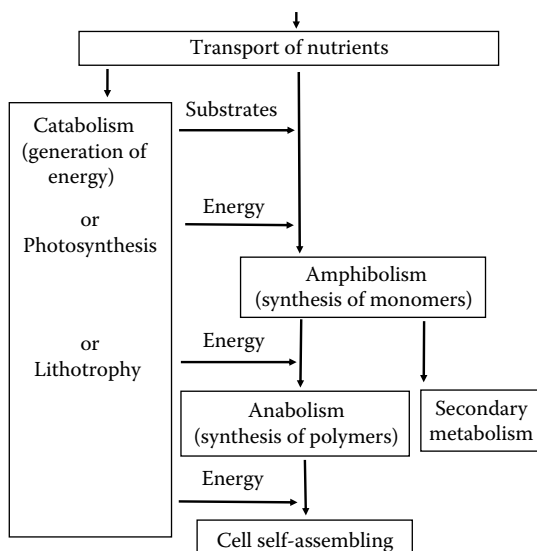 Transport of nutrients
Catabolism
(generation of
energy)
or
Photosynthesis
or
Lithotrophy
Substrates
Energy
Amphibolism
(synthesis of monomers)
Energy
Anabolism
(synthesis of polymers)
Secondary
metabolism
Energy
Cell self-assembling